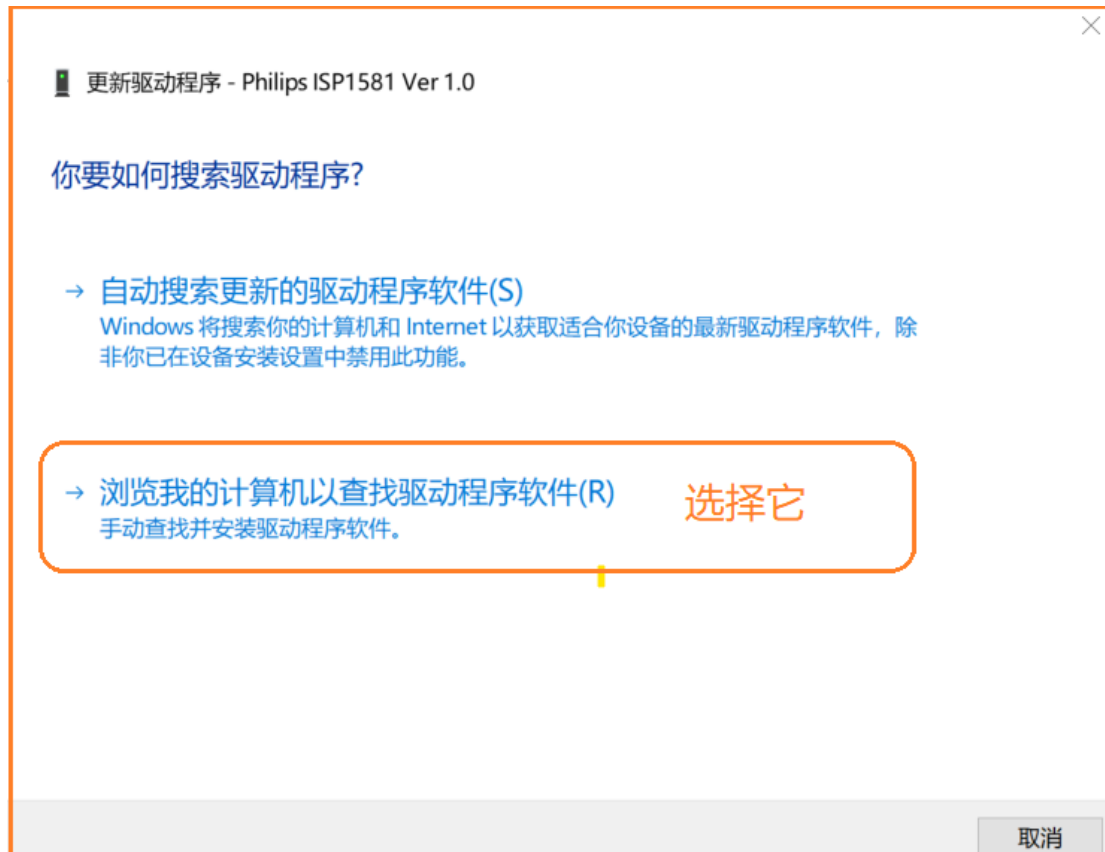 更新驱动程序 - Philips ISP1581 Ver 1.0
你要如何搜索驱动程序?
→ 自动搜索更新的驱动程序软件(S)
Windows 将搜索你的计算机和 Internet 以获取适合你设备的最新驱动程序软件，除
非你已在设备安装设置中禁用此功能。
→ 浏览我的计算机以查找驱动程序软件(R) 选择它
手动查找并安装驱动程序软件。
取消